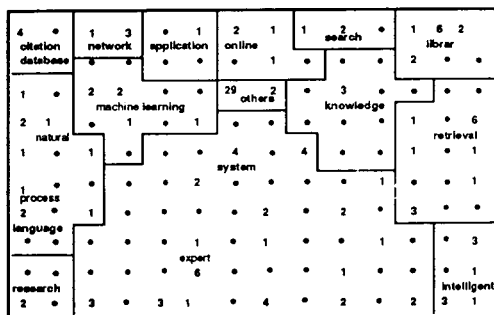 4 1 3 1 2 1 1 2 1 6 2
search
citation network application online librar
database
1 2
1 2 2 29 2 3
machine learning others knowledge
2 1 1 1 1 6
natural retrieval
1 1 4 4 1 1
system
1 2 1 1
process
2 1 2 2 3
language
1 1 1 3
expert
6 1 1
research intelligent
2 3 3 1 4 2 2 3 1